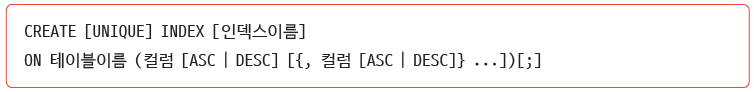 CREATE [UNIQUE] INDEX [인덱스이름]
ON 테이블이름 (컬럼 [ASC | DESC] [{, 컬럼 [ASC | DESC]} ...])[;]